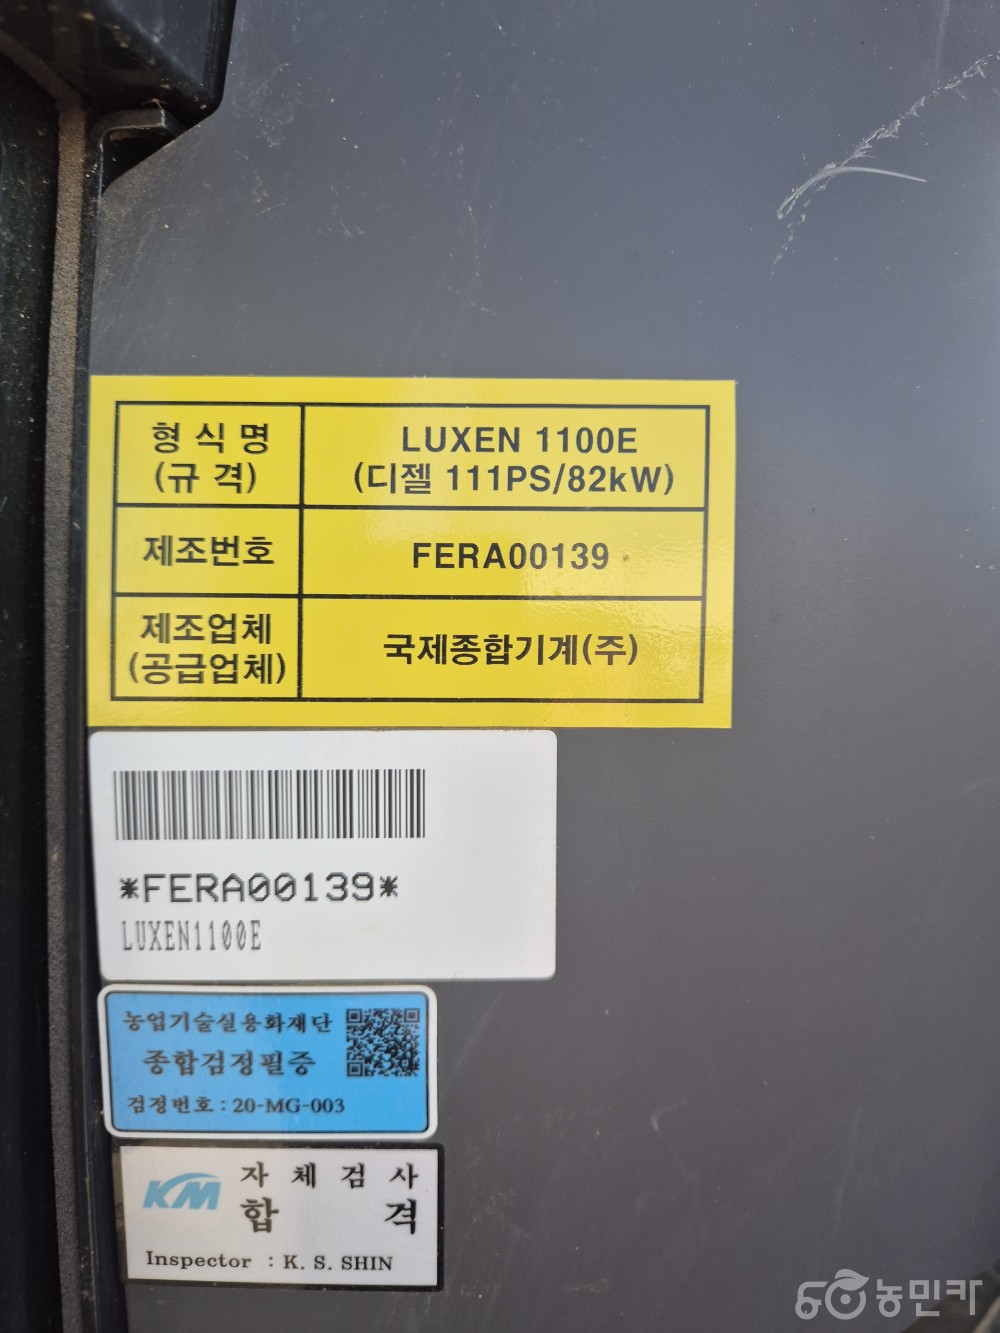 형식명
(규격)
LUXEN 1100E
(디젤 111PS/82kW)
제조번호
FERA00139
제조업체
(공급업체)
국제종합기계(주)
*FERA00139*
LUXEN1100E
농업기술실용화재단
종합검정필증
검정번호 : 20-MG-003
KM
자체검사
합격
Inspector : K. S. SHIN
농민카